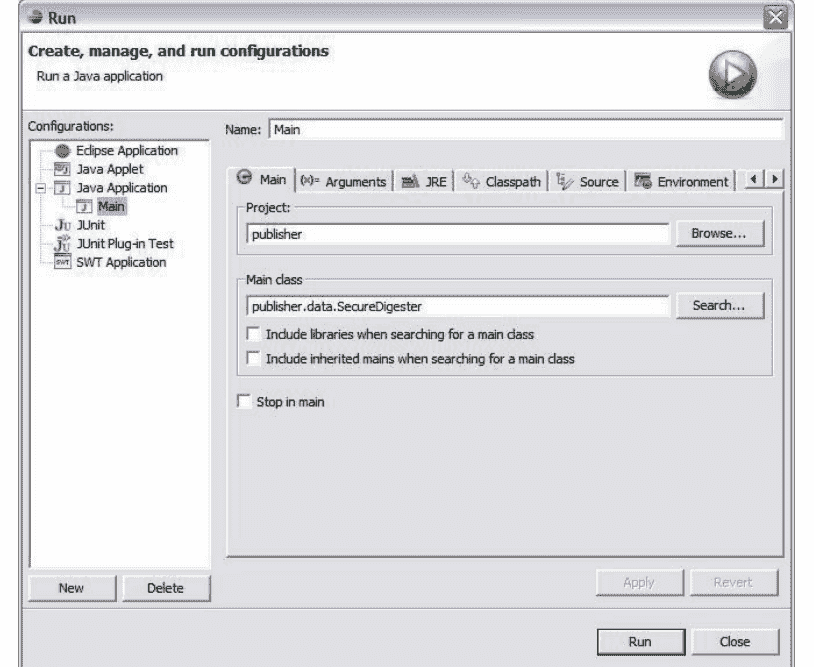 Run
Create, manage, and run configurations
Run a Java application
Configurations:
Name: Main
Eclipse Application
Java Applet
Java Application
Main
JUnit
JUnit Plug-in Test
SWT Application
Main (x)= Arguments JRE Classpath Source Environment
Project:
publisher
Browse...
Main class
publisher.data.SecureDigester
Search...
Include libraries when searching for a main class
Include inherited mains when searching for a main class
Stop in main
New
Delete
Apply
Revert
Run
Close